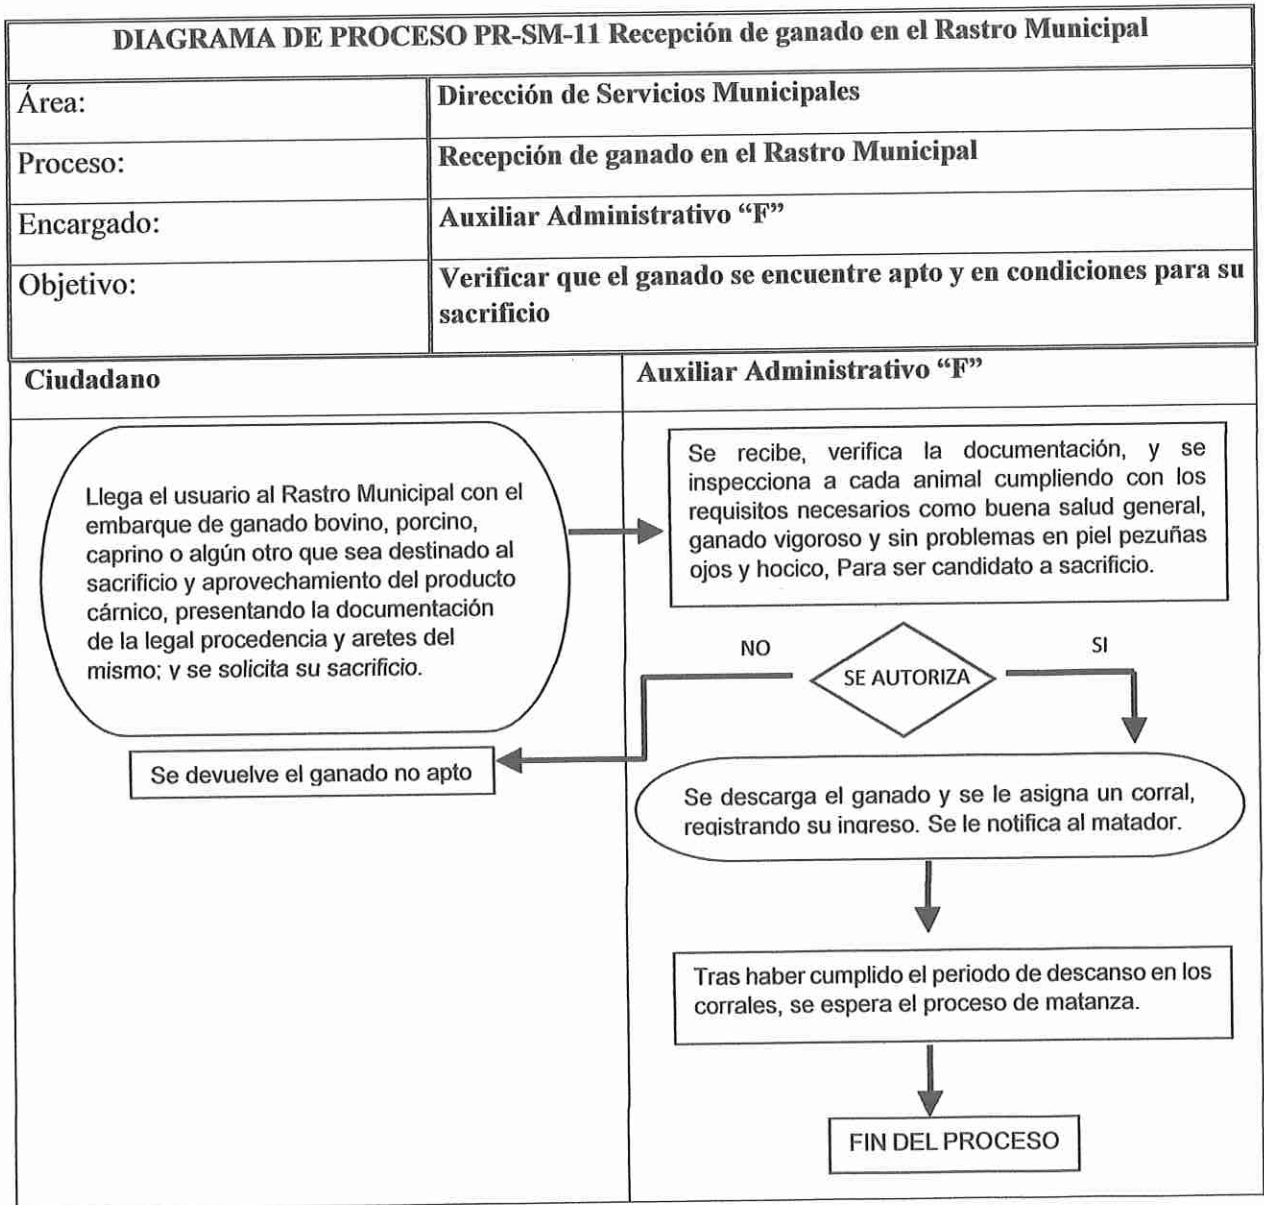 DIAGRAMA DE PROCESO PR-SM-11 Recepción de ganado en el Rastro Municipal
Área:
Dirección de Servicios Municipales
Proceso:
Recepción de ganado en el Rastro Municipal
Encargado:
Auxiliar Administrativo “F”
Objetivo:
Verificar que el ganado se encuentre apto y en condiciones para su
sacrificio
Ciudadano
Auxiliar Administrativo “F”
Llega el usuario al Rastro Municipal con el
embarque de ganado bovino, porcino,
caprino o algún otro que sea destinado al
sacrificio y aprovechamiento del producto
cárnico, presentando la documentación
de la legal procedencia y aretes del
mismo; y se solicita su sacrificio.
Se recibe, verifica la documentación, y se
inspecciona a cada animal cumpliendo con los
requisitos necesarios como buena salud general,
ganado vigoroso y sin problemas en piel pezuñas
ojos y hocico, Para ser candidato a sacrificio.
NO
SE AUTORIZA
SI
Se devuelve el ganado no apto
Se descarga el ganado y se le asigna un corral,
registrando su ingreso. Se le notifica al matador.
Tras haber cumplido el periodo de descanso en los
corrales, se espera el proceso de matanza.
FIN DEL PROCESO